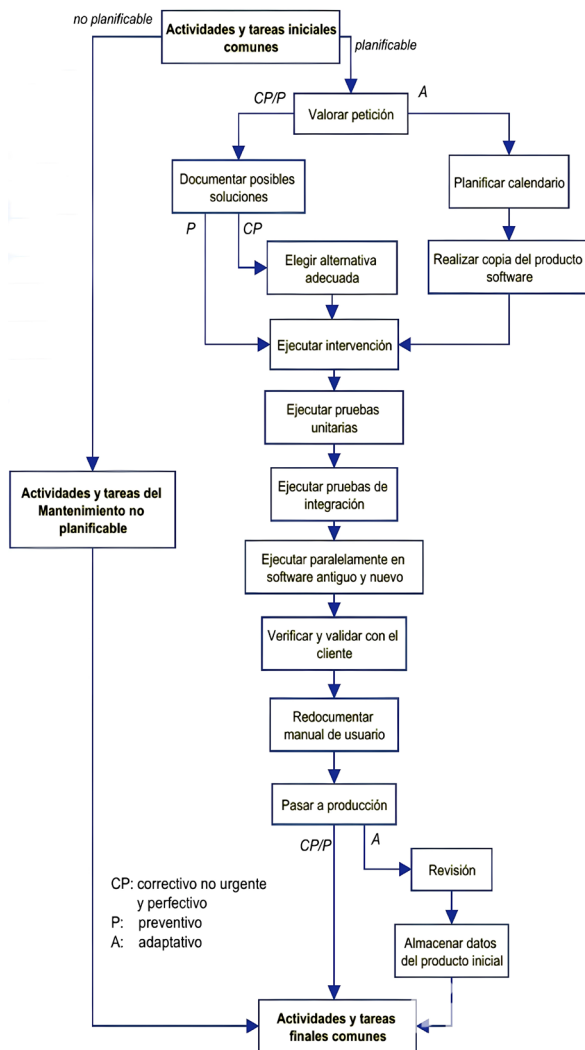 no planificable
Actividades y tareas iniciales
comunes
planificable
CP/P
Valorar petición
A
Documentar posibles
soluciones
Planificar calendario
P
CP
Elegir alternativa
adecuada
Realizar copia del producto
software
Ejecutar intervención
Ejecutar pruebas
unitarias
Actividades y tareas del
Mantenimiento no
planificable
Ejecutar pruebas de
integración
Ejecutar paralelamente en
software antiguo y nuevo
Verificar y validar con el
cliente
Redocumentar
manual de usuario
Pasar a producción
CP/P
A
Revisión
CP: correctivo no urgente
y perfectivo
P: preventivo
A: adaptativo
Almacenar datos
del producto inicial
Actividades y tareas
finales comunes